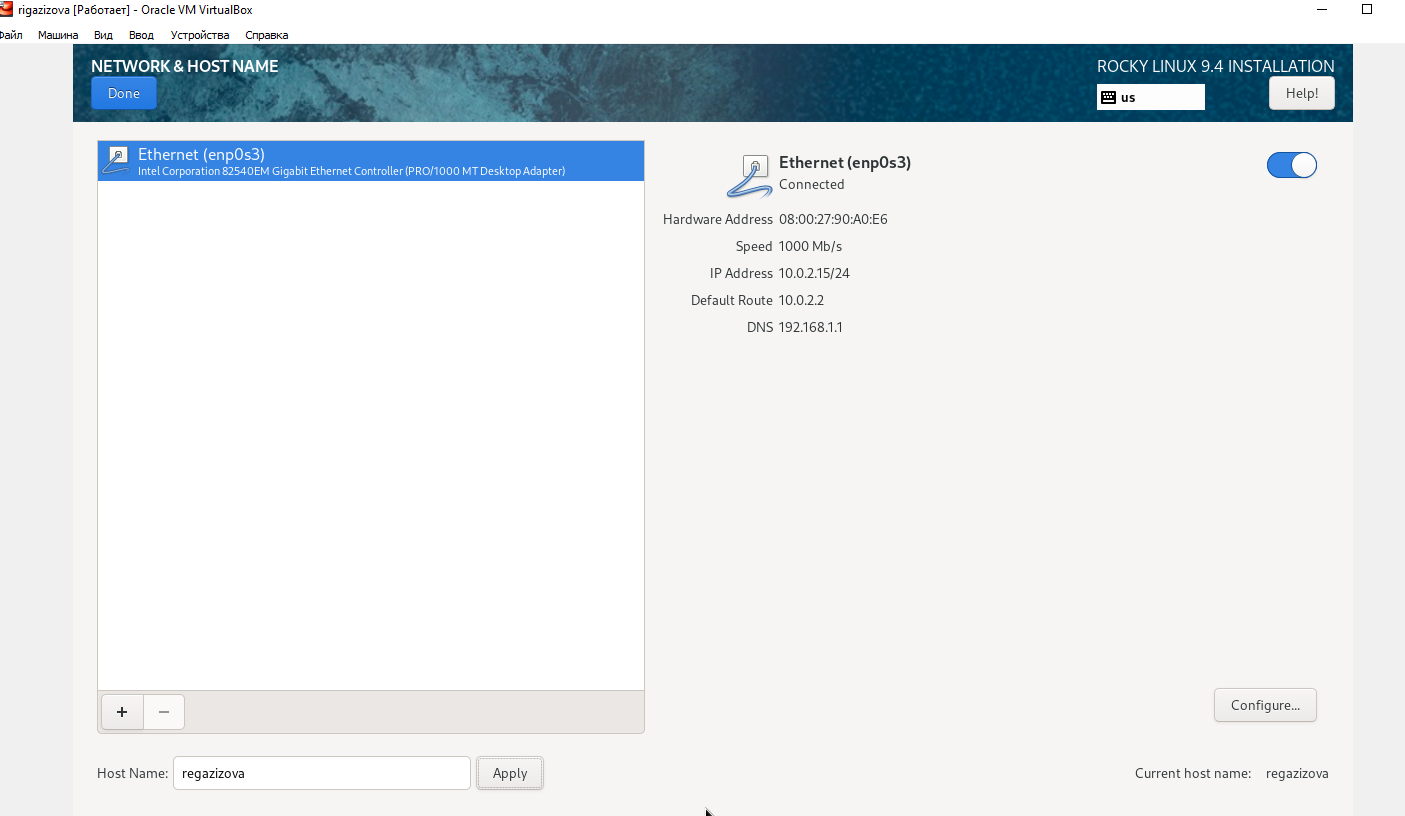 rigazizova [Работает] - Oracle VM VirtualBox
Файл Машина Вид Ввод Устройства Справка
NETWORK & HOST NAME
ROCKY LINUX 9.4 INSTALLATION
Done
us
Help!
Ethernet (enp0s3)
Intel Corporation 82540EM Gigabit Ethernet Controller (PRO/1000 MT Desktop Adapter)
Ethernet (enp0s3)
Connected
Hardware Address 08:00:27:90:A0:E6
Speed 1000 Mb/s
IP Address 10.0.2.15/24
Default Route 10.0.2.2
DNS 192.168.1.1
+ −
Configure...
Host Name: regazizova Apply
Current host name: regazizova